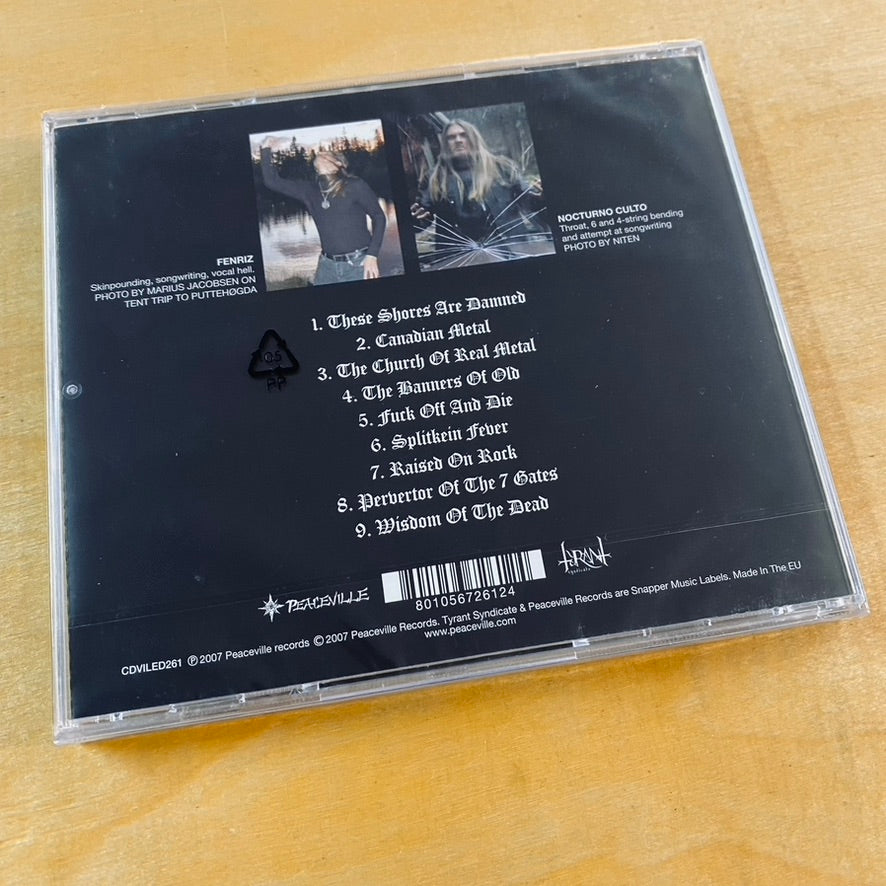 FENRIZ
Skinpounding, songwriting, vocal hell.
PHOTO BY MARIUS JACOBSEN ON
TENT TRIP TO PUTTEHØGDA
NOCTURNO CULTO
Throat, 6 and 4-string bending
and attempt at songwriting
PHOTO BY NITEN
1. These Shores Are Damned
2. Canadian Metal
3. The Church Of Real Metal
4. The Banners Of Old
5. Fuck Off And Die
6. Splitkein Fever
7. Raised On Rock
8. Pervertor Of The 7 Gates
9. Wisdom Of The Dead
PP
PEACEVILLE
801056726124
TYRANT
syndicate
CDVILED261 ℗ 2007 Peaceville records © 2007 Peaceville Records. Tyrant Syndicate & Peaceville Records are Snapper Music Labels. Made In The EU
www.peaceville.com